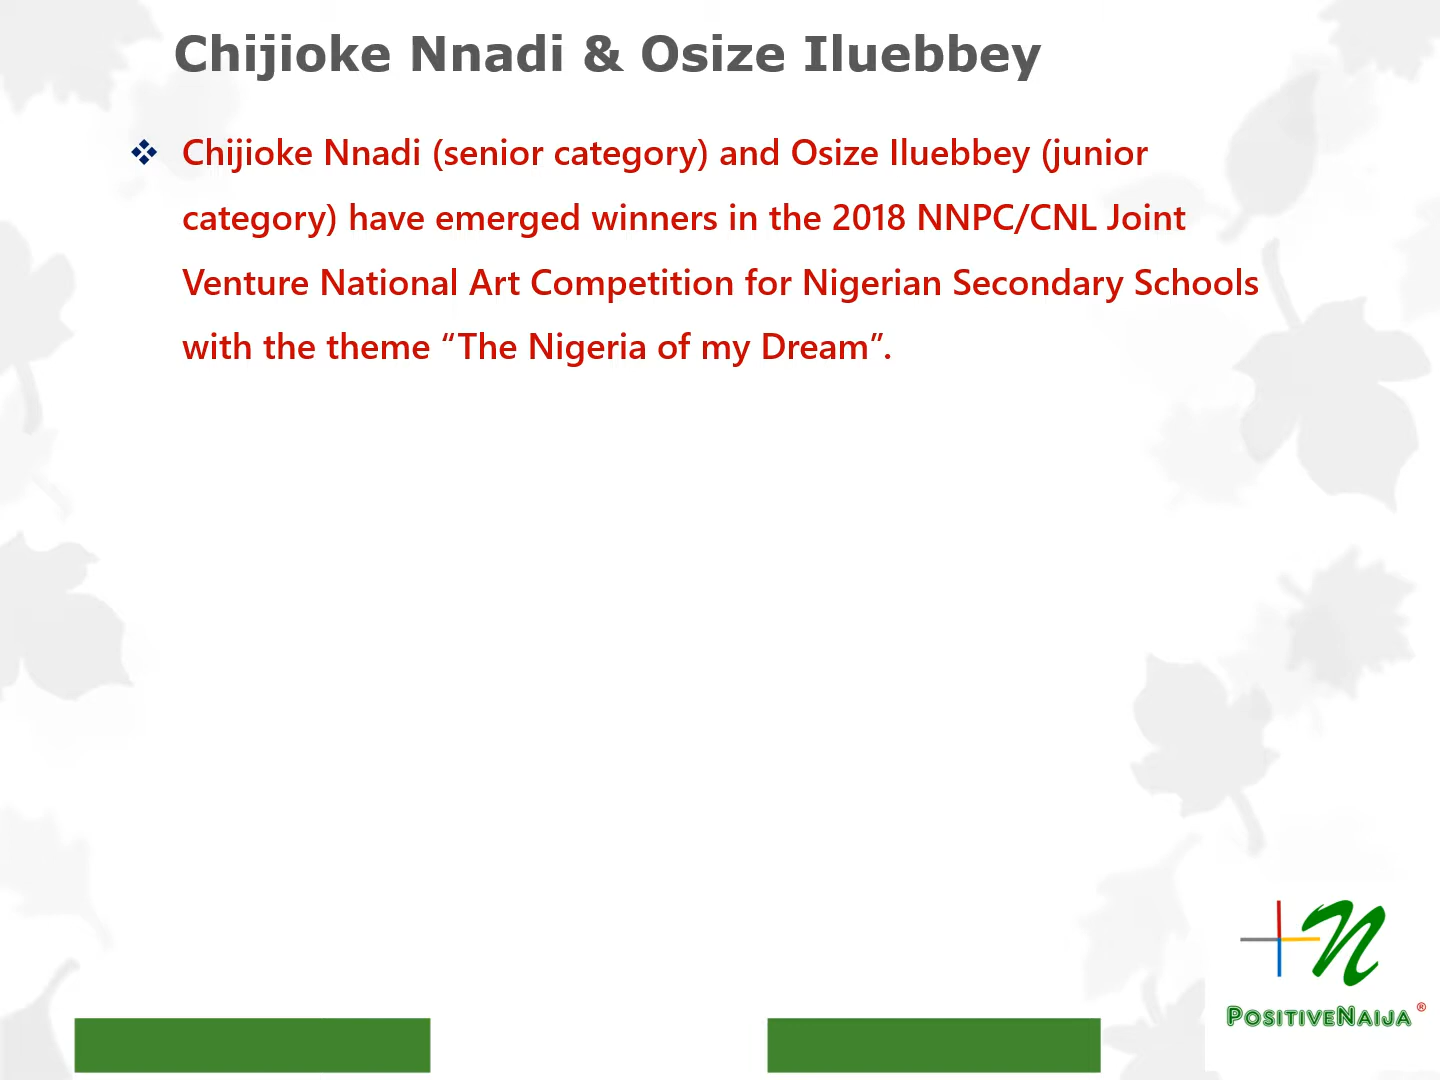 Chijioke Nnadi & Osize Iluebbey
❖ Chijioke Nnadi (senior category) and Osize Iluebbey (junior
category) have emerged winners in the 2018 NNPC/CNL Joint
Venture National Art Competition for Nigerian Secondary Schools
with the theme “The Nigeria of my Dream”.
+N
POSITIVENAIJA®